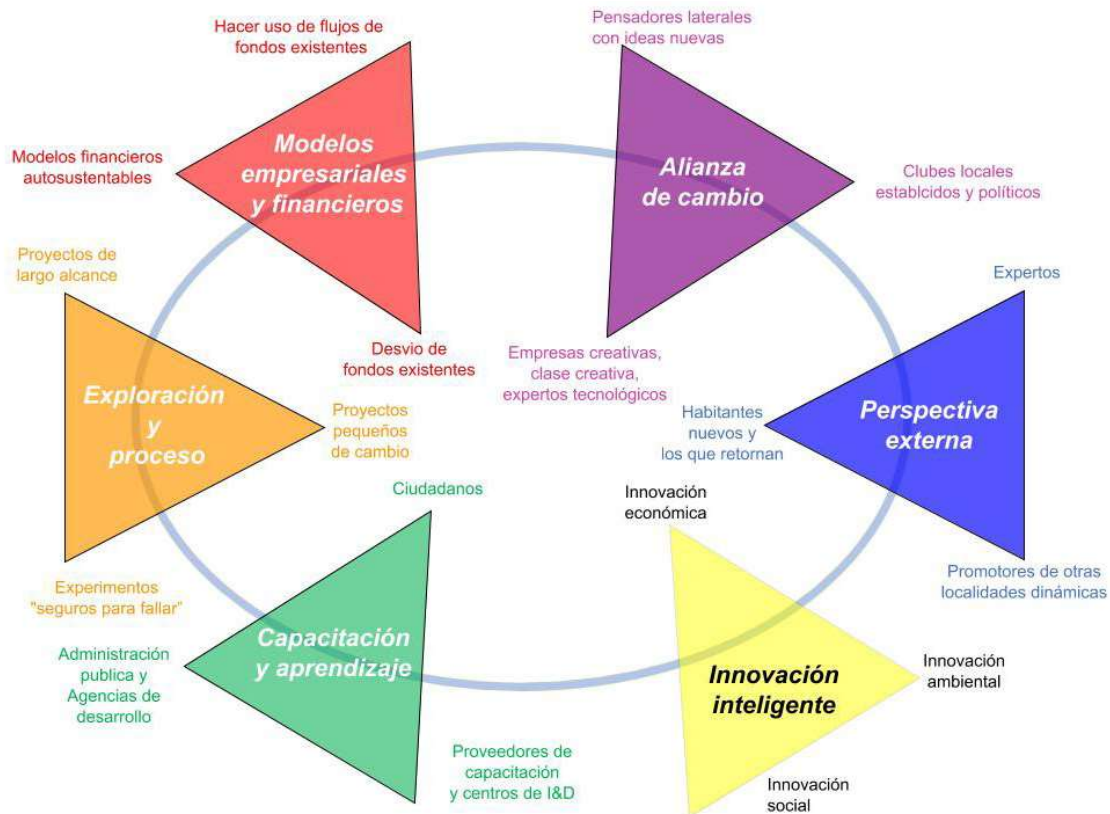 Hacer uso de flujos de
fondos existentes
Modelos
empresariales
y financieros
Modelos financieros
autosustentables
Desvio de
fondos existentes
Pensadores laterales
con ideas nuevas
Alianza
de cambio
Clubes locales
establcidos y políticos
Empresas creativas,
clase creativa,
expertos tecnológicos
Expertos
Perspectiva
externa
Habitantes
nuevos y
los que retornan
Promotores de otras
localidades dinámicas
Proyectos de
largo alcance
Exploración
y
proceso
Proyectos
pequeños
de cambio
Experimentos
"seguros para fallar"
Ciudadanos
Capacitación
y aprendizaje
Administración
publica y
Agencias de
desarrollo
Proveedores de
capacitación
y centros de I&D
Innovación
económica
Innovación
inteligente
Innovación
ambiental
Innovación
social